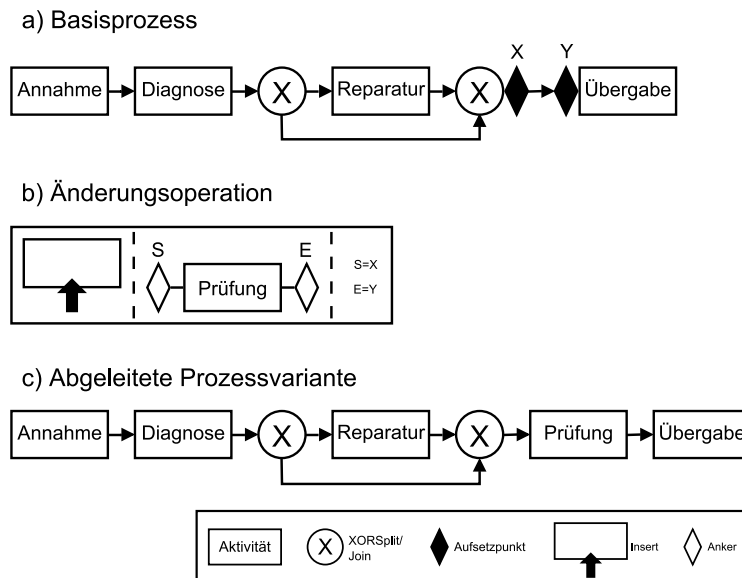 a) Basisprozess
X Y
Annahme Diagnose X Reparatur X Übergabe
b) Änderungsoperation
S E
Prüfung
S=X
E=Y
c) Abgeleitete Prozessvariante
Annahme Diagnose X Reparatur X Prüfung Übergabe
Aktivität X XORSplit/
Join
Aufsetzpunkt Insert Anker